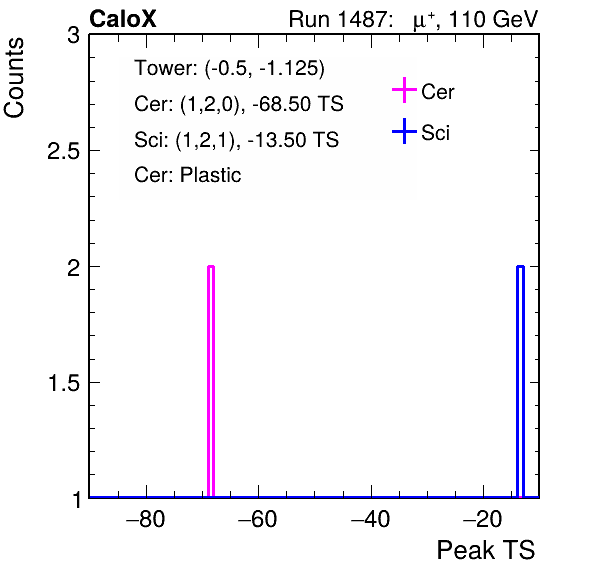 CaloX Run 1487: μ⁺, 110 GeV
Counts
3
2.5
2
1.5
1
Tower: (-0.5, -1.125)
Cer: (1,2,0), -68.50 TS
Sci: (1,2,1), -13.50 TS
Cer: Plastic
Cer
Sci
−80 −60 −40 −20
Peak TS